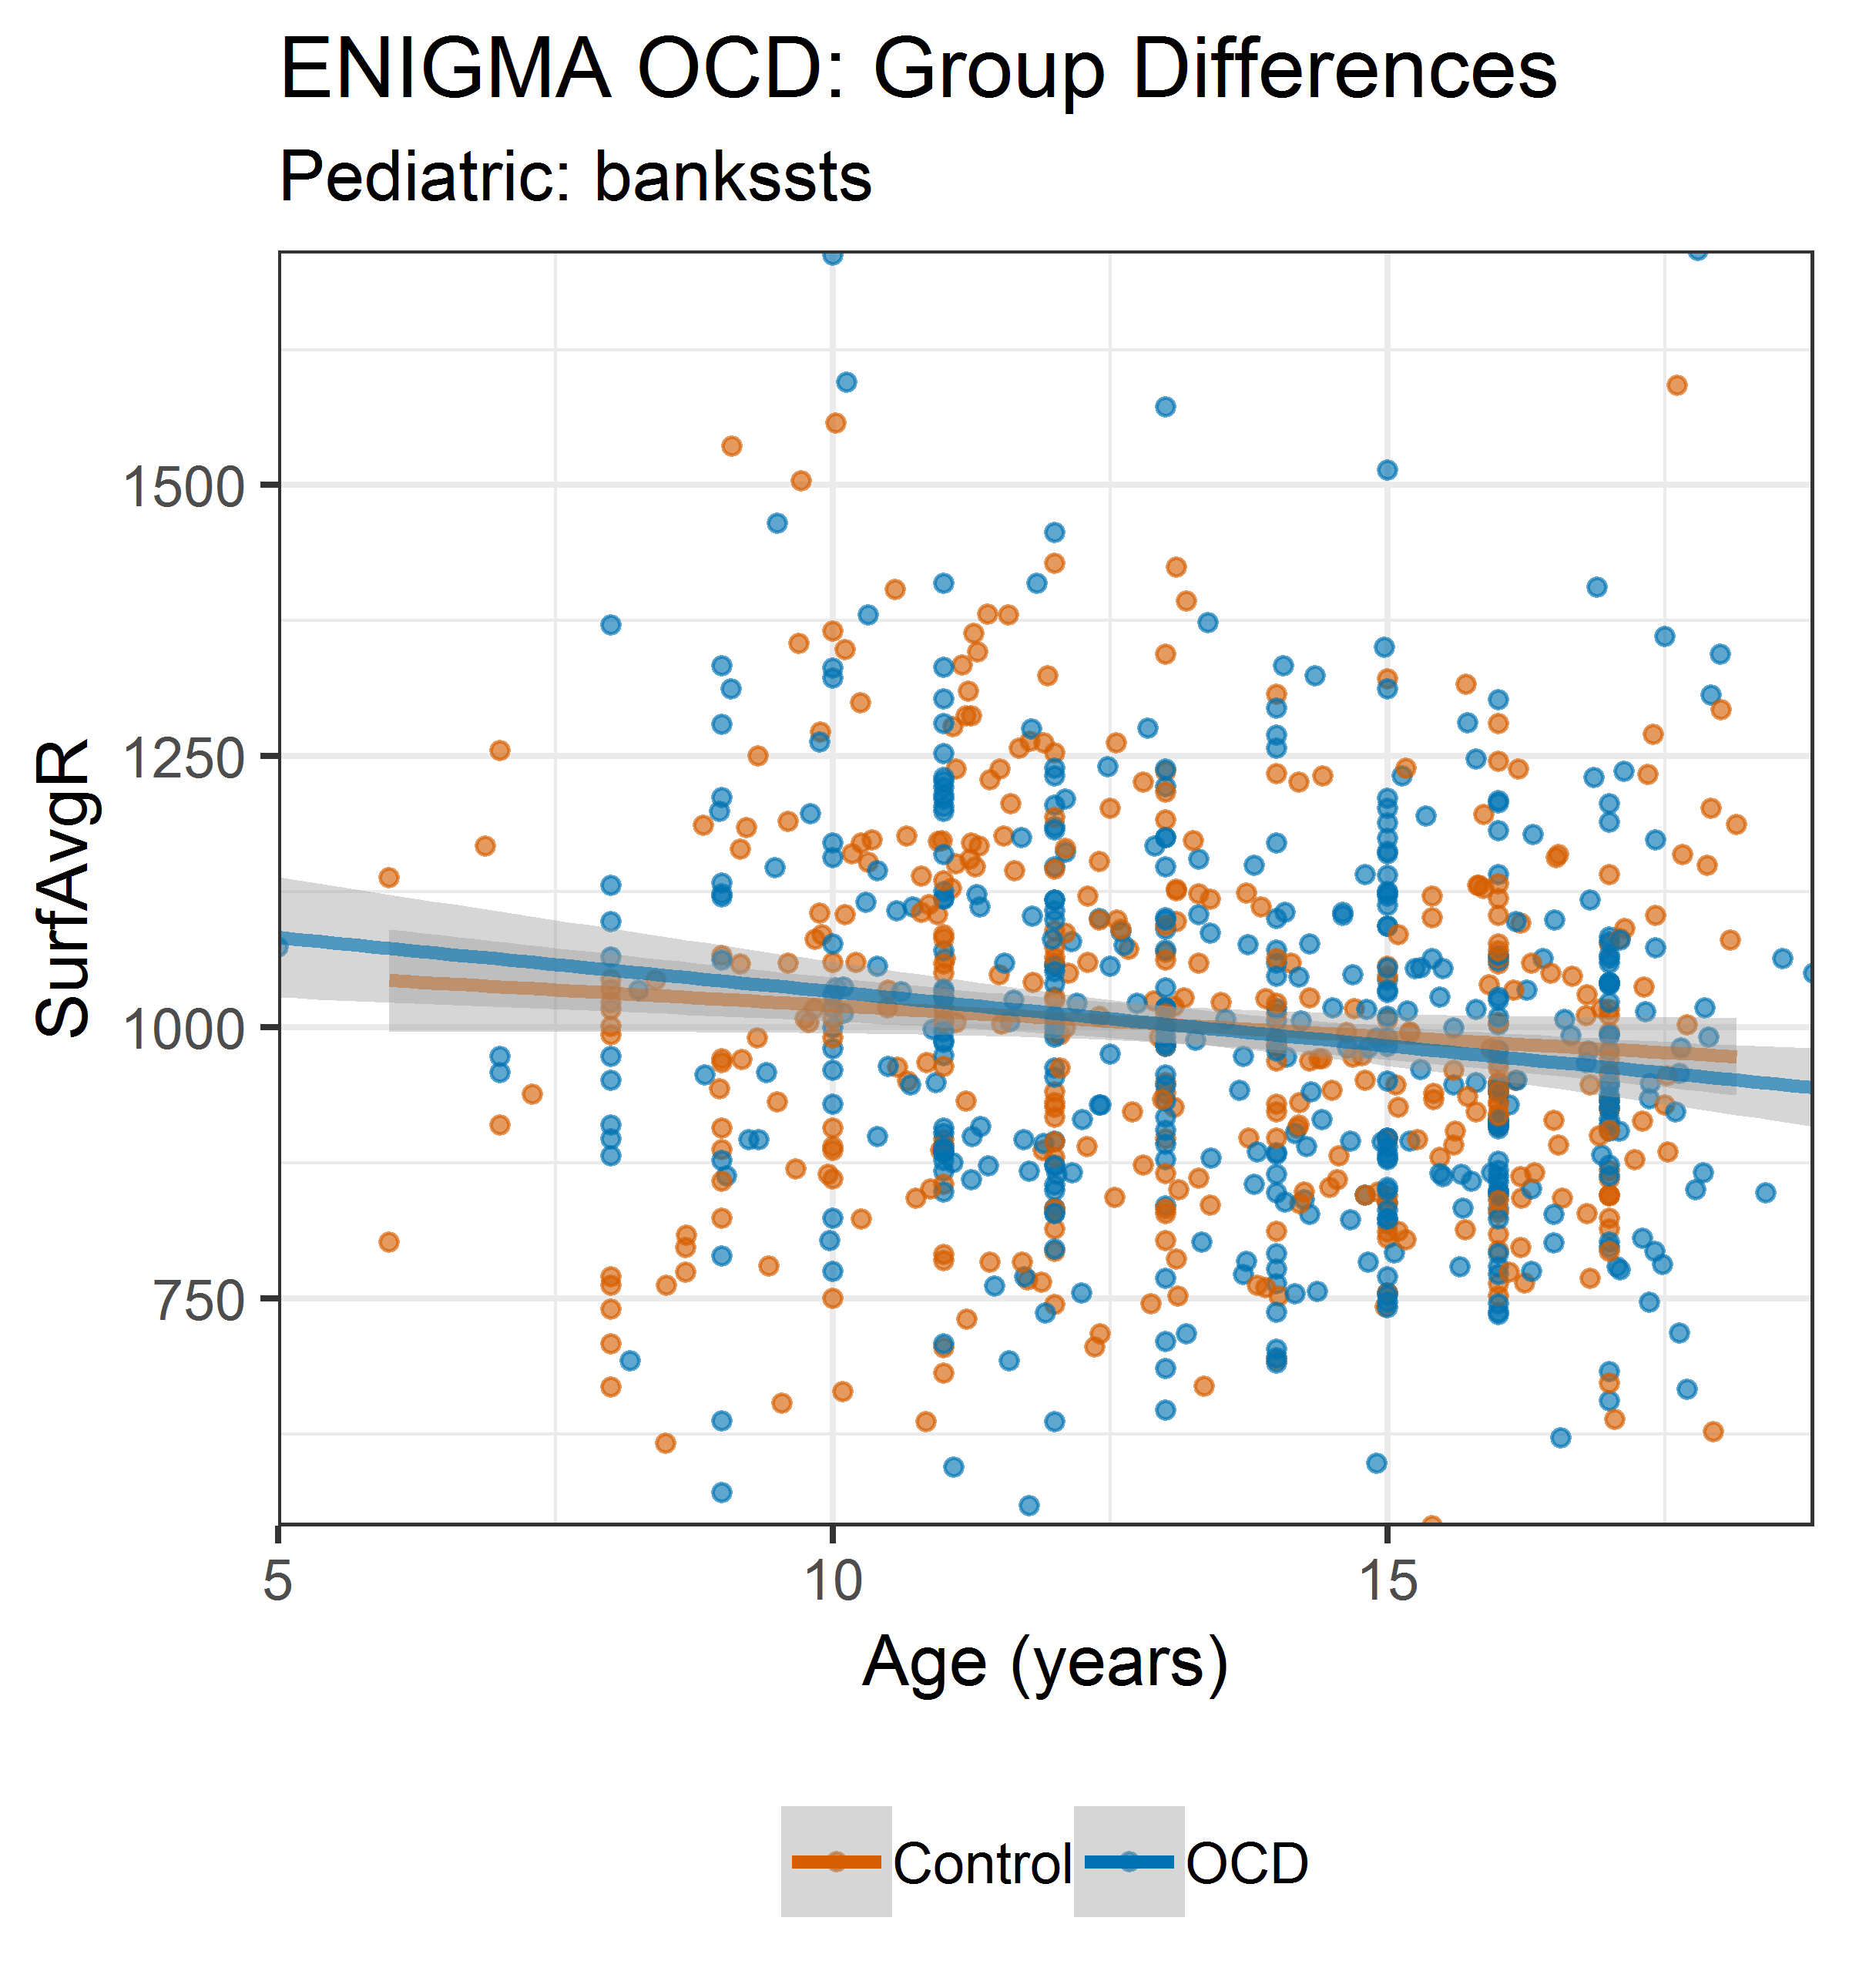 ENIGMA OCD: Group Differences
Pediatric: bankssts
SurfAvgR
1500
1250
1000
750
5 10 15
Age (years)
Control OCD